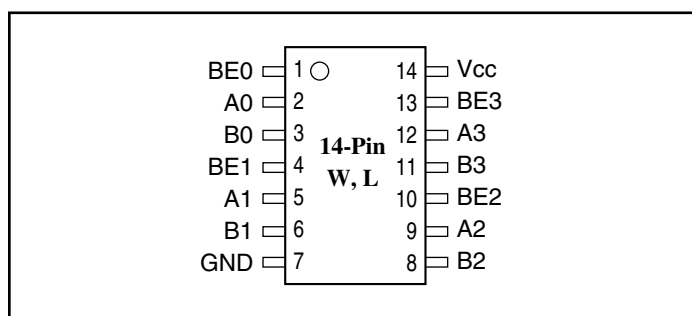 BE0 1 14 Vcc
A0 2 13 BE3
B0 3 12 A3
BE1 4 11 B3
A1 5 10 BE2
B1 6 9 A2
GND 7 8 B2
14-Pin
W, L